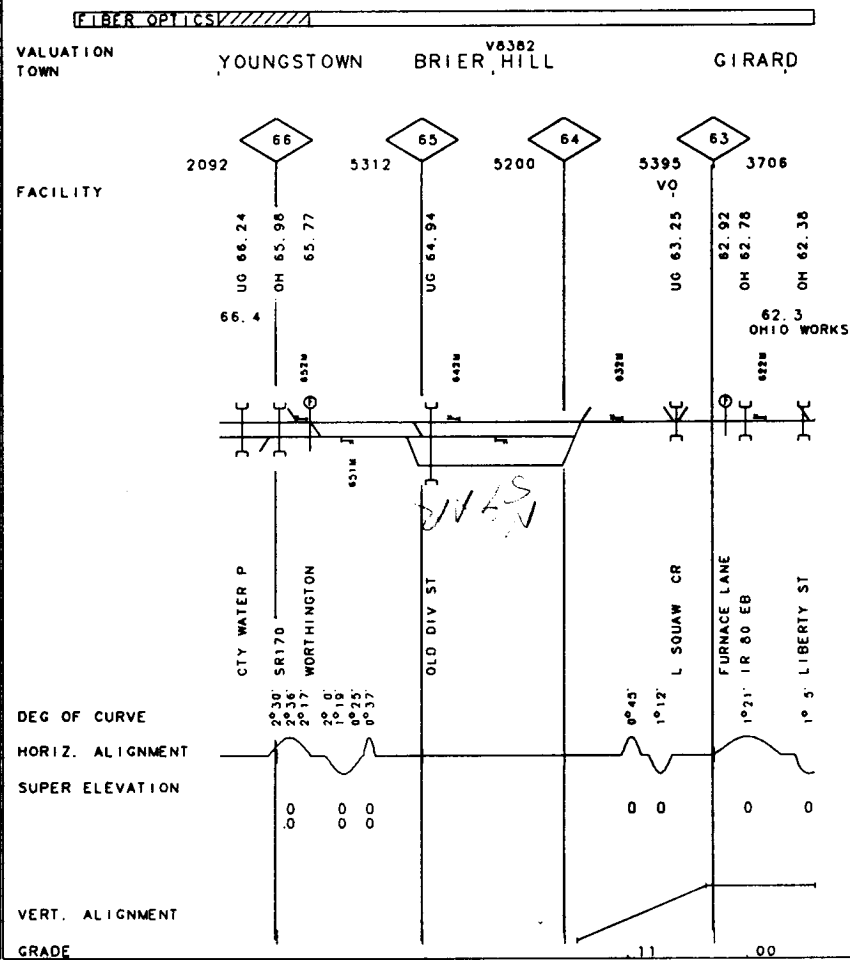 FIBER OPTICS
VALUATION V8382
TOWN YOUNGSTOWN BRIER HILL GIRARD
66 65 64 63
2092 5312 5200 5395 3706
FACILITY VO
UG 66.24
OH 65.98
65.77
UG 64.94
UG 63.25
62.92
OH 62.78
OH 62.38
66.4 62.3
OHIO WORKS
652W 642W 632W 622W
651W
CTY WATER P
SR170
WORTHINGTON
OLD DIV ST
L SQUAW CR
FURNACE LANE
IR 80 EB
LIBERTY ST
DEG OF CURVE 2°30' 2°36' 2°17' 2°0' 1°19' 0°25' 0°37' 0°45' 1°12' 1°21' 1°5'
HORIZ. ALIGNMENT
SUPER ELEVATION
0 0 0 0 0 0 0
.0 0 0
VERT. ALIGNMENT
GRADE .11 .00